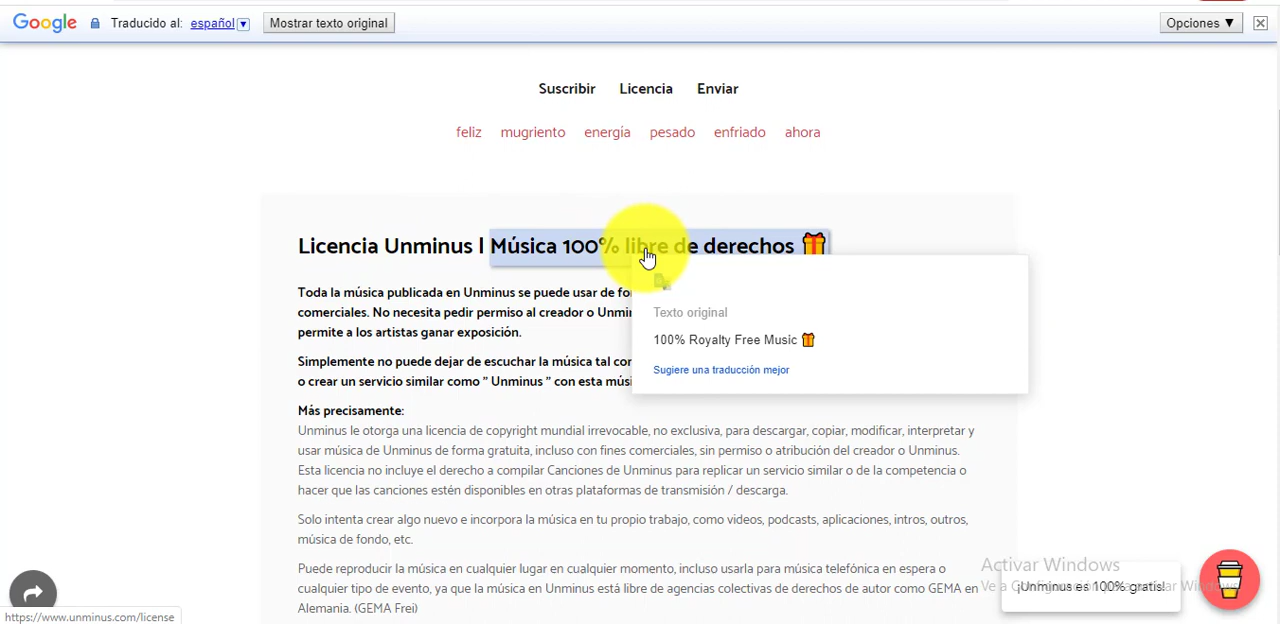 Google Traducido al: español Mostrar texto original Opciones ▼
Suscribir Licencia Enviar
feliz mugriento energía pesado enfriado ahora
Licencia Unminus | Música 100% libre de derechos 🎁
Toda la música publicada en Unminus se puede usar de
comerciales. No necesita pedir permiso al creador o
permite a los artistas ganar exposición.
Texto original
100% Royalty Free Music 🎁
Sugiere una traducción mejor
Simplemente no puede dejar de escuchar la música tal
o crear un servicio similar como " Unminus " con esta
Más precisamente:
Unminus le otorga una licencia de copyright mundial irrevocable, no exclusiva, para descargar, copiar, modificar, interpretar y
usar música de Unminus de forma gratuita, incluso con fines comerciales, sin permiso o atribución del creador o Unminus.
Esta licencia no incluye el derecho a compilar Canciones de Unminus para replicar un servicio similar o de la competencia o
hacer que las canciones estén disponibles en otras plataformas de transmisión / descarga.
Solo intenta crear algo nuevo e incorpora la música en tu propio trabajo, como videos, podcasts, aplicaciones, intros, outros,
música de fondo, etc.
Puede reproducir la música en cualquier lugar en cualquier momento, incluso usarla para música telefónica en espera o
cualquier tipo de evento, ya que la música en Unminus está libre de agencias colectivas de derechos de autor como GEMA en
Alemania. (GEMA Frei)
Activar Windows
Ve a
¡Unminus es 100% gratis!
https://www.unminus.com/license